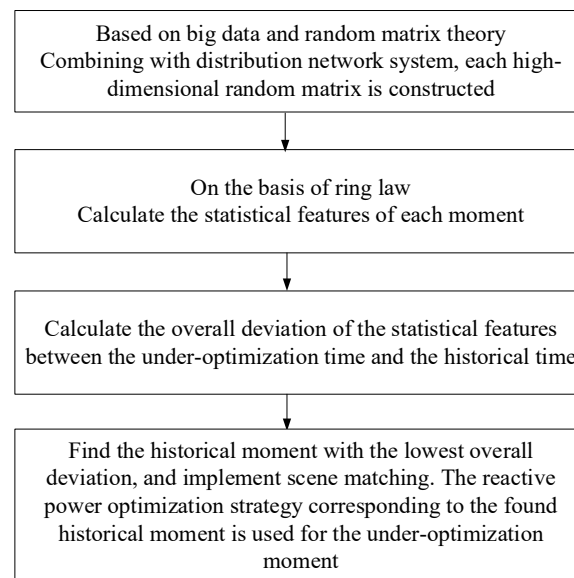 Based on big data and random matrix theory
Combining with distribution network system, each high-
dimensional random matrix is constructed
On the basis of ring law
Calculate the statistical features of each moment
Calculate the overall deviation of the statistical features
between the under-optimization time and the historical time
Find the historical moment with the lowest overall
deviation, and implement scene matching. The reactive
power optimization strategy corresponding to the found
historical moment is used for the under-optimization
moment